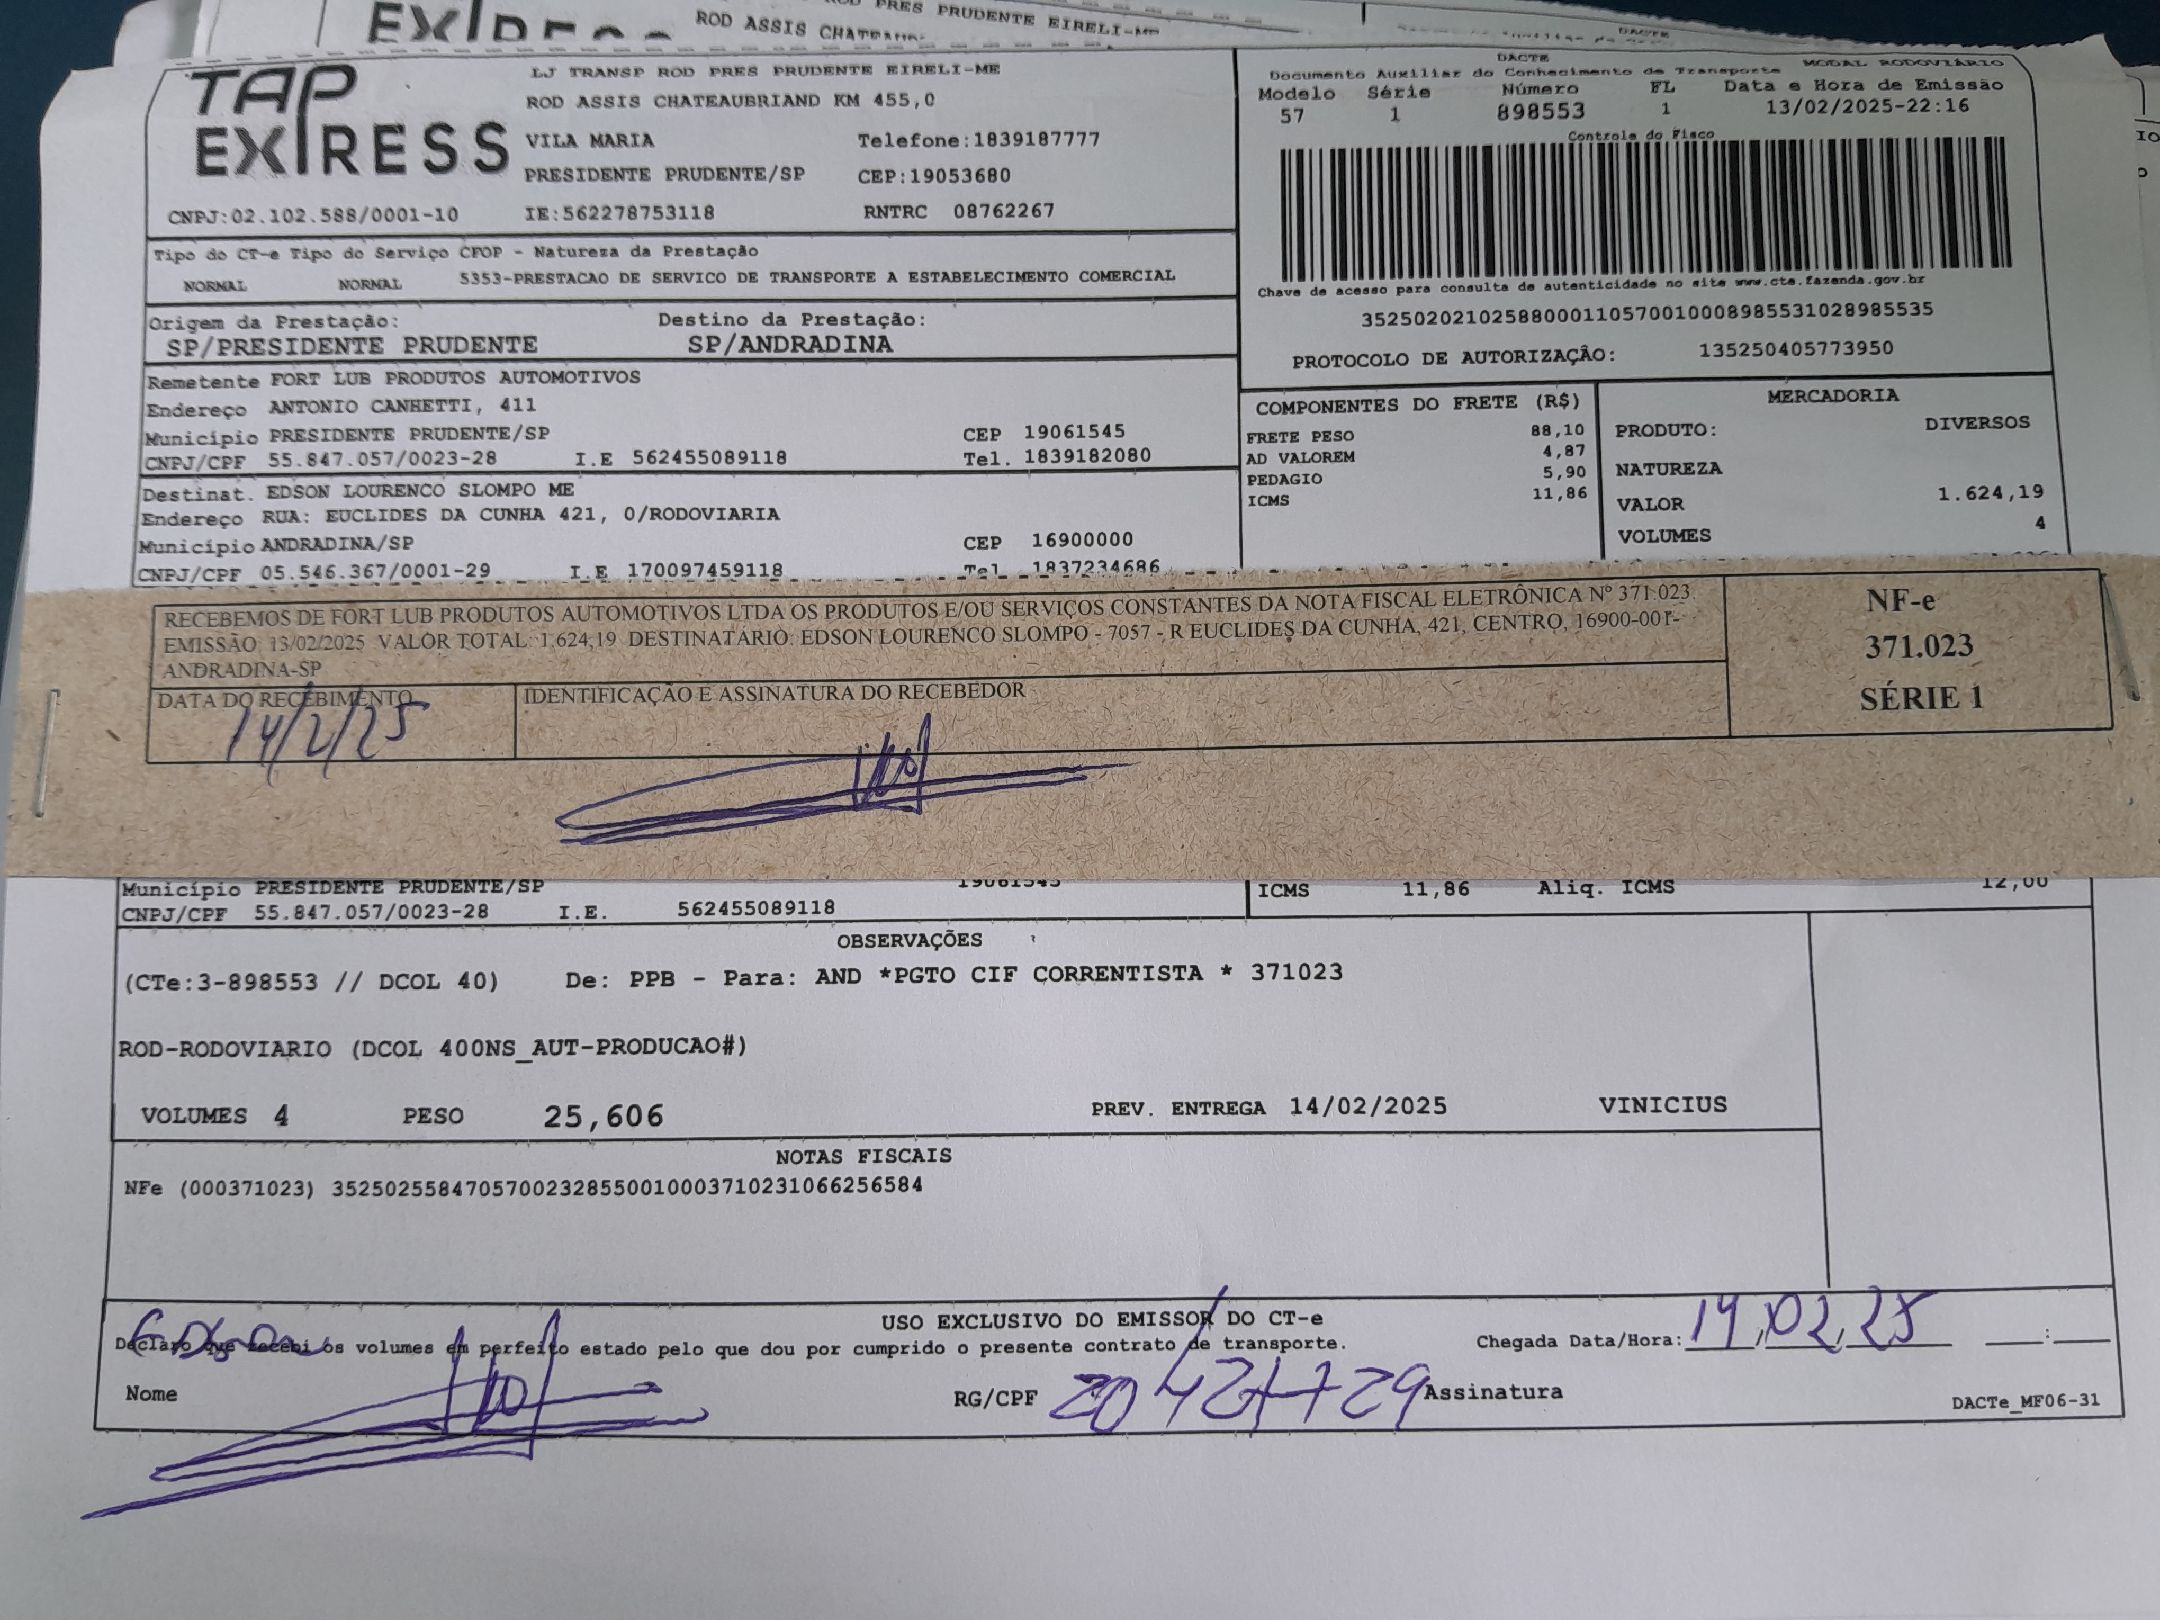 EXPRESS
ROD ASSIS CHATEAUB
PRES PRUDENTE EIRELI-ME
DACTE
TAP EXPRESS
LJ TRANSP ROD PRES PRUDENTE EIRELI-ME
ROD ASSIS CHATEAUBRIAND KM 455,0
VILA MARIA Telefone:1839187777
PRESIDENTE PRUDENTE/SP CEP:19053680
CNPJ:02.102.588/0001-10 IE:562278753118 RNTRC 08762267
DACTE MODAL RODOVIÁRIO
Documento Auxiliar do Conhecimento de Transporte
Modelo Série Número FL Data e Hora de Emissão
57 1 898553 1 13/02/2025-22:16
Controle do Fisco
Chave de acesso para consulta de autenticidade no site www.cte.fazenda.gov.br
35250202102588000110570010008985531028985535
PROTOCOLO DE AUTORIZAÇÃO: 135250405773950
Tipo do CT-e Tipo do Serviço CFOP - Natureza da Prestação
NORMAL NORMAL 5353-PRESTACAO DE SERVICO DE TRANSPORTE A ESTABELECIMENTO COMERCIAL
Origem da Prestação: Destino da Prestação:
SP/PRESIDENTE PRUDENTE SP/ANDRADINA
Remetente FORT LUB PRODUTOS AUTOMOTIVOS
Endereço ANTONIO CANHETTI, 411
Município PRESIDENTE PRUDENTE/SP CEP 19061545
CNPJ/CPF 55.847.057/0023-28 I.E 562455089118 Tel. 1839182080
Destinat. EDSON LOURENCO SLOMPO ME
Endereço RUA: EUCLIDES DA CUNHA 421, 0/RODOVIARIA
Município ANDRADINA/SP CEP 16900000
CNPJ/CPF 05.546.367/0001-29 I.E 170097459118 Tel 1837234686
COMPONENTES DO FRETE (R$)
FRETE PESO 88,10
AD VALOREM 4,87
PEDAGIO 5,90
ICMS 11,86
MERCADORIA
PRODUTO: DIVERSOS
NATUREZA
VALOR 1.624,19
VOLUMES 4
RECEBEMOS DE FORT LUB PRODUTOS AUTOMOTIVOS LTDA OS PRODUTOS E/OU SERVIÇOS CONSTANTES DA NOTA FISCAL ELETRÔNICA Nº 371.023.
EMISSÃO: 13/02/2025 VALOR TOTAL: 1.624,19 DESTINATÁRIO: EDSON LOURENCO SLOMPO - 7057 - R EUCLIDES DA CUNHA, 421, CENTRO, 16900-001-
ANDRADINA-SP
DATA DO RECEBIMENTO IDENTIFICAÇÃO E ASSINATURA DO RECEBEDOR
14/2/25
NF-e
371.023
SÉRIE 1
Município PRESIDENTE PRUDENTE/SP 19061545
CNPJ/CPF 55.847.057/0023-28 I.E. 562455089118
ICMS 11,86 Aliq. ICMS 12,00
OBSERVAÇÕES
(CTe:3-898553 // DCOL 40) De: PPB - Para: AND *PGTO CIF CORRENTISTA * 371023
ROD-RODOVIARIO (DCOL 400NS_AUT-PRODUCAO#)
VOLUMES 4 PESO 25,606 PREV. ENTREGA 14/02/2025 VINICIUS
NOTAS FISCAIS
NFe (000371023) 35250255847057002328550010003710231066256584
USO EXCLUSIVO DO EMISSOR DO CT-e
Edson
Declaro que recebi os volumes em perfeito estado pelo que dou por cumprido o presente contrato de transporte. Chegada Data/Hora: 14/02/25 :
Nome RG/CPF Assinatura
DACTe_MF06-31